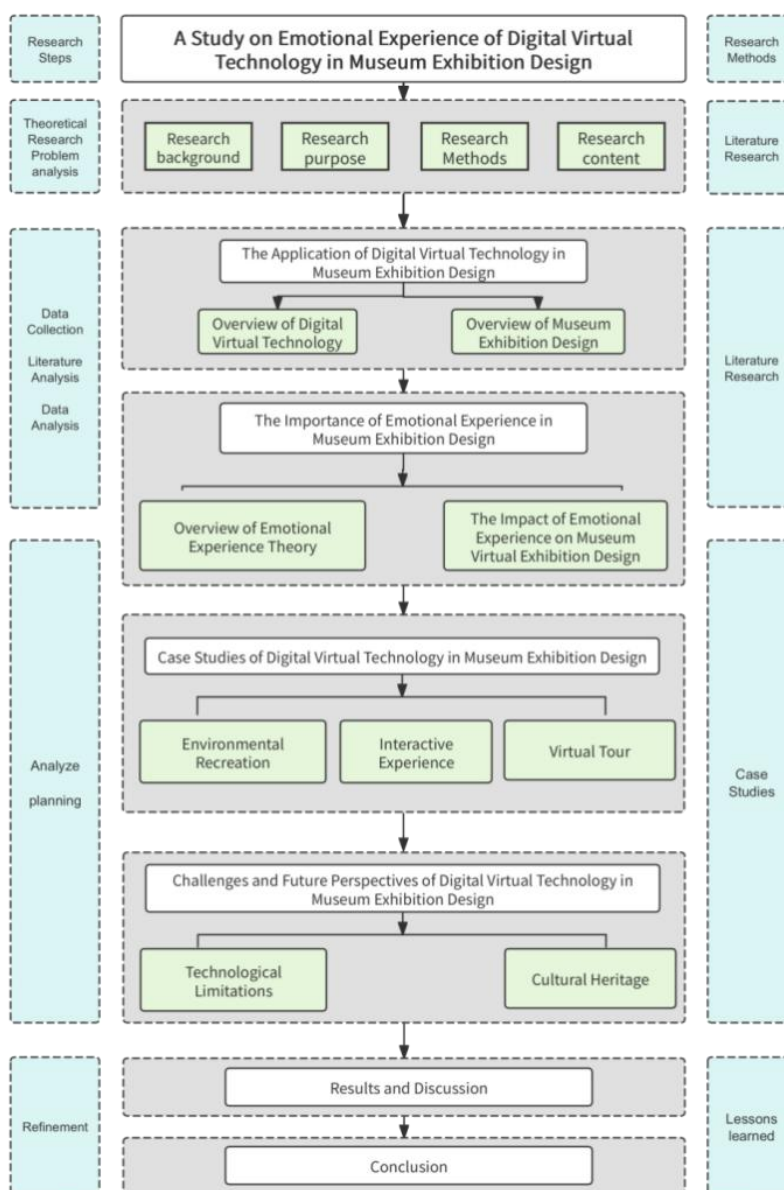 Research
Steps
A Study on Emotional Experience of Digital Virtual
Technology in Museum Exhibition Design
Research
Methods
Theoretical
Research
Problem
analysis
Research
background
Research
purpose
Research
Methods
Research
content
Literature
Research
Data
Collection
Literature
Analysis
Data
Analysis
The Application of Digital Virtual Technology in
Museum Exhibition Design
Overview of Digital
Virtual Technology
Overview of Museum
Exhibition Design
Literature
Research
The Importance of Emotional Experience in
Museum Exhibition Design
Overview of Emotional
Experience Theory
The Impact of Emotional
Experience on Museum
Virtual Exhibition Design
Analyze
planning
Case Studies of Digital Virtual Technology in Museum Exhibition Design
Environmental
Recreation
Interactive
Experience
Virtual Tour
Case
Studies
Challenges and Future Perspectives of Digital Virtual Technology in
Museum Exhibition Design
Technological
Limitations
Cultural Heritage
Refinement
Results and Discussion
Lessons
learned
Conclusion